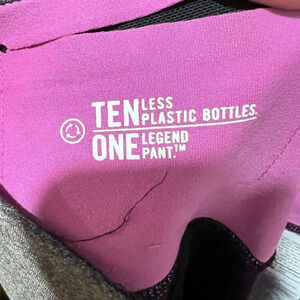 TEN LESS PLASTIC BOTTLES.
ONE LEGEND PANT.™